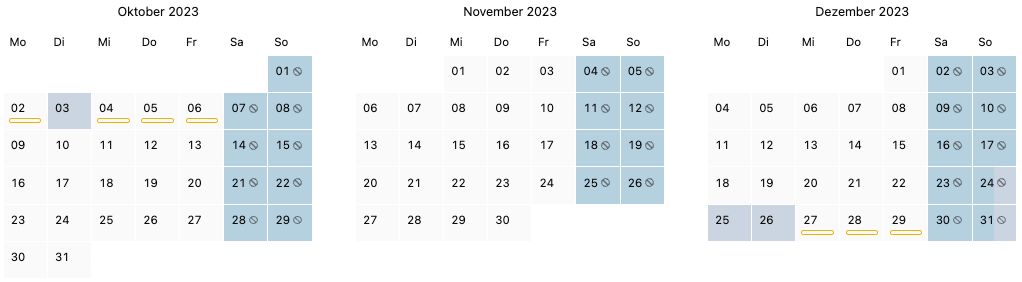 Oktober 2023 November 2023 Dezember 2023
Mo Di Mi Do Fr Sa So Mo Di Mi Do Fr Sa So Mo Di Mi Do Fr Sa So
01 01 02 03 04 05 01 02 03
02 03 04 05 06 07 08 06 07 08 09 10 11 12 04 05 06 07 08 09 10
09 10 11 12 13 14 15 13 14 15 16 17 18 19 11 12 13 14 15 16 17
16 17 18 19 20 21 22 20 21 22 23 24 25 26 18 19 20 21 22 23 24
23 24 25 26 27 28 29 27 28 29 30 25 26 27 28 29 30 31
30 31